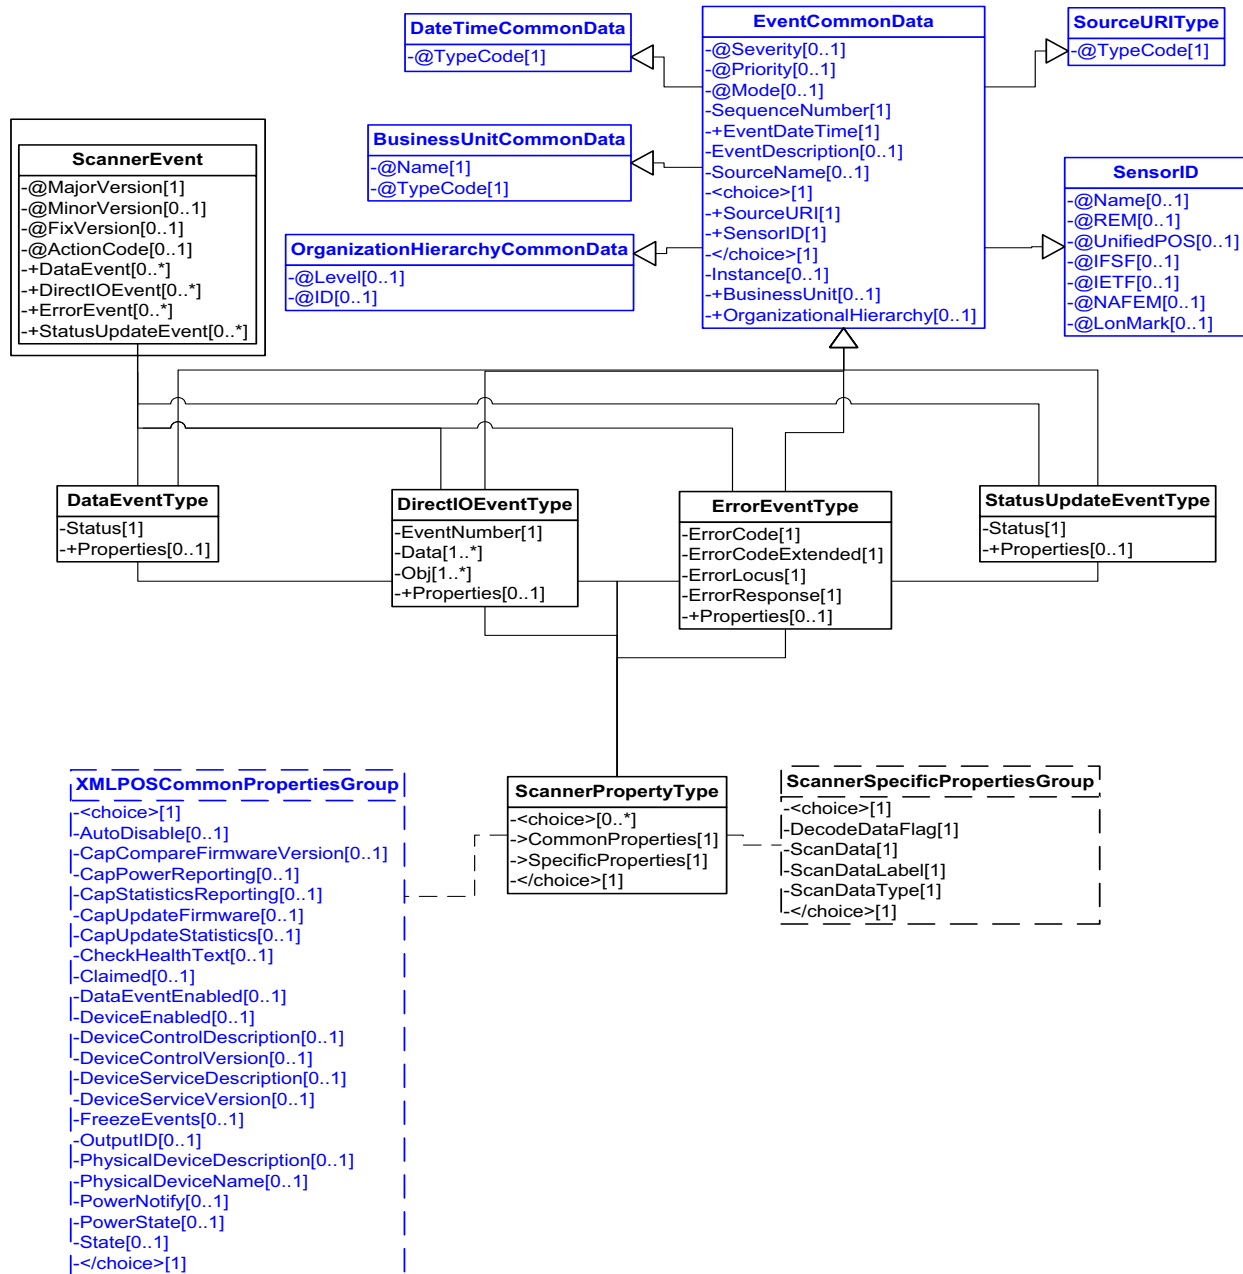 DateTimeCommonData
-@TypeCode[1]
EventCommonData
-@Severity[0..1]
-@Priority[0..1]
-@Mode[0..1]
-SequenceNumber[1]
-+EventDateTime[1]
-EventDescription[0..1]
-SourceName[0..1]
-<choice>[1]
-+SourceURI[1]
-+SensorID[1]
-</choice>[1]
-Instance[0..1]
-+BusinessUnit[0..1]
-+OrganizationalHierarchy[0..1]
SourceURIType
-@TypeCode[1]
ScannerEvent
-@MajorVersion[1]
-@MinorVersion[0..1]
-@FixVersion[0..1]
-@ActionCode[0..1]
-+DataEvent[0..*]
-+DirectIOEvent[0..*]
-+ErrorEvent[0..*]
-+StatusUpdateEvent[0..*]
BusinessUnitCommonData
-@Name[1]
-@TypeCode[1]
SensorID
-@Name[0..1]
-@REM[0..1]
-@UnifiedPOS[0..1]
-@IFSF[0..1]
-@IETF[0..1]
-@NAFEM[0..1]
-@LonMark[0..1]
OrganizationHierarchyCommonData
-@Level[0..1]
-@ID[0..1]
DataEventType
-Status[1]
-+Properties[0..1]
DirectIOEventType
-EventNumber[1]
-Data[1..*]
-Obj[1..*]
-+Properties[0..1]
ErrorEventType
-ErrorCode[1]
-ErrorCodeExtended[1]
-ErrorLocus[1]
-ErrorResponse[1]
-+Properties[0..1]
StatusUpdateEventType
-Status[1]
-+Properties[0..1]
XMLPOSCommonPropertiesGroup
-<choice>[1]
-AutoDisable[0..1]
-CapCompareFirmwareVersion[0..1]
-CapPowerReporting[0..1]
-CapStatisticsReporting[0..1]
-CapUpdateFirmware[0..1]
-CapUpdateStatistics[0..1]
-CheckHealthText[0..1]
-Claimed[0..1]
-DataEventEnabled[0..1]
-DeviceEnabled[0..1]
-DeviceControlDescription[0..1]
-DeviceControlVersion[0..1]
-DeviceServiceDescription[0..1]
-DeviceServiceVersion[0..1]
-FreezeEvents[0..1]
-OutputID[0..1]
-PhysicalDeviceDescription[0..1]
-PhysicalDeviceName[0..1]
-PowerNotify[0..1]
-PowerState[0..1]
-State[0..1]
-</choice>[1]
ScannerPropertyType
-<choice>[0..*]
->CommonProperties[1]
->SpecificProperties[1]
-</choice>[1]
ScannerSpecificPropertiesGroup
-<choice>[1]
-DecodeDataFlag[1]
-ScanData[1]
-ScanDataLabel[1]
-ScanDataType[1]
-</choice>[1]